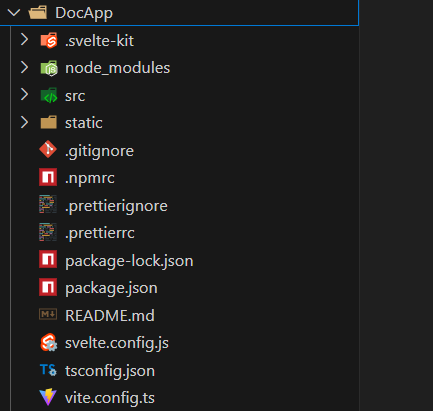 DocApp
.svelte-kit
node_modules
src
static
.gitignore
.npmrc
.prettierignore
.prettierrc
package-lock.json
package.json
README.md
svelte.config.js
TS tsconfig.json
vite.config.ts